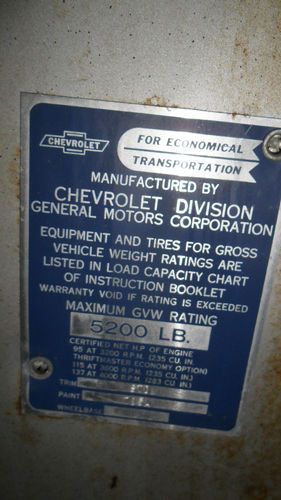 CHEVROLET
FOR ECONOMICAL
TRANSPORTATION
MANUFACTURED BY
CHEVROLET DIVISION
GENERAL MOTORS CORPORATION
EQUIPMENT AND TIRES FOR GROSS
VEHICLE WEIGHT RATINGS ARE
LISTED IN LOAD CAPACITY CHART
OF INSTRUCTION BOOKLET
WARRANTY VOID IF RATING IS EXCEEDED
MAXIMUM GVW RATING
5200 LB.
CERTIFIED NET H.P. OF ENGINE
95 AT 3200 R.P.M. (235 CU. IN.
THRIFTMASTER ECONOMY OPTION)
115 AT 3600 R.P.M. (235 CU. IN.)
137 AT 4000 R.P.M. (283 CU. IN.)
TRIM
PAINT
WHEELBASE